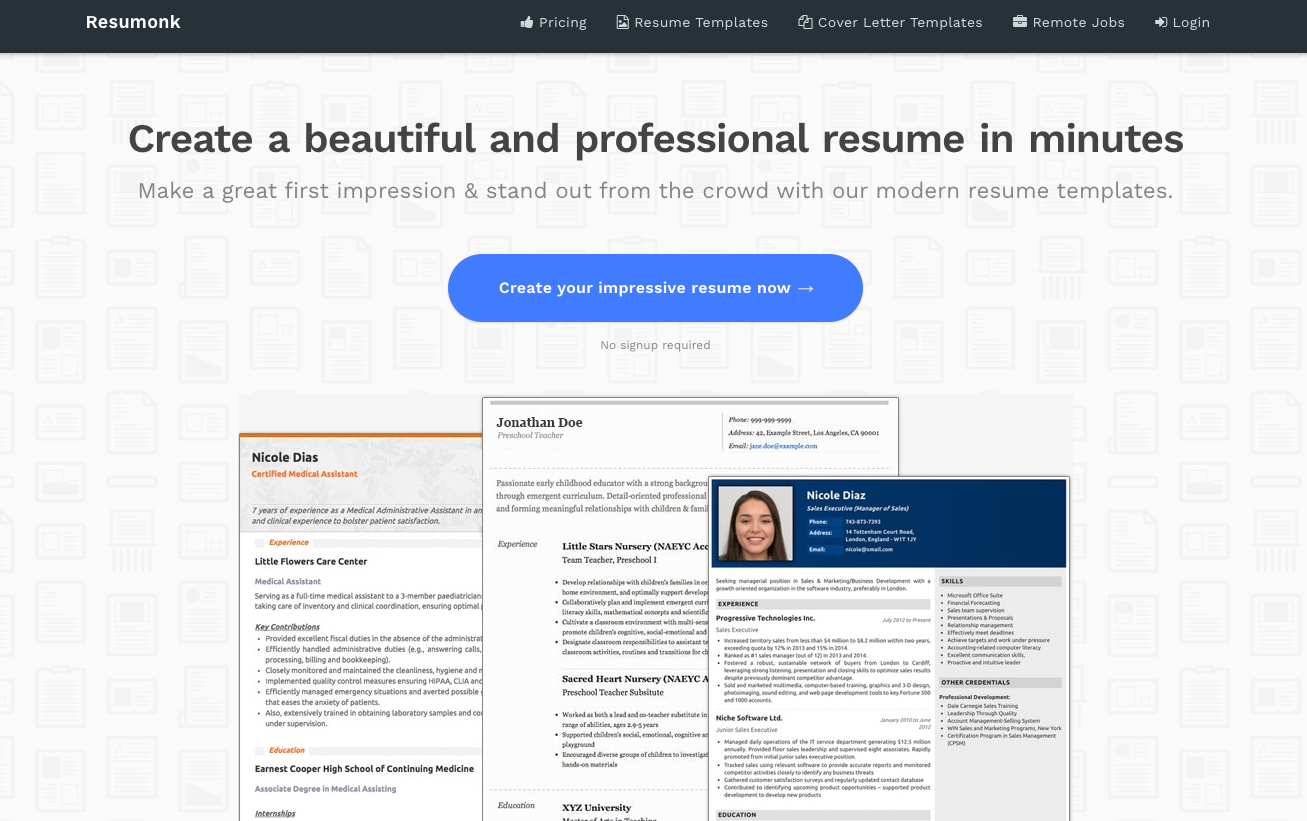 Resumonk
Pricing
Resume Templates
Cover Letter Templates
Remote Jobs
Login
Create a beautiful and professional resume in minutes
Make a great first impression & stand out from the crowd with our modern resume templates.
Create your impressive resume now →
No signup required
Nicole Dias
Certified Medical Assistant
7 years of experience as a Medical Administrative Assistant in an
and clinical experience to bolster patient satisfaction.
Experience
Little Flowers Care Center
Medical Assistant
Serving as a full-time medical assistant to a 3-member paediatrician
taking care of inventory and clinical coordination, ensuring optimal
Key Contributions
• Provided excellent fiscal duties in the absence of the administrat
• Efficiently handled administrative duties (e.g., answering calls,
processing, billing and bookkeeping).
• Closely monitored and maintained the cleanliness, hygiene and
• Implemented quality control measures ensuring HIPAA, CLIA and
• Efficiently managed emergency situations and averted possible
that eases the anxiety of patients.
• Also, extensively trained in obtaining laboratory samples and
under supervision.
Education
Earnest Cooper High School of Continuing Medicine
Associate Degree in Medical Assisting
Internships
Jonathan Doe
Preschool Teacher
Phone: 999-999-9999
Address: 42, Example Street, Los Angeles, CA 90001
Email: jane.doe@example.com
Passionate early childhood educator with a strong backgrou
through emergent curriculum. Detail-oriented professional
and forming meaningful relationships with children & famil
Experience
Little Stars Nursery (NAEYC Acc
Team Teacher, Preschool I
• Develop relationships with children's families in or
home environment, and optimally support develop
• Collaboratively plan and implement emergent curri
literacy skills, mathematical concepts and scientific
• Cultivate a classroom environment with multi-sens
promote children's cognitive, social-emotional and
• Designate classroom responsibilities to assistant te
classroom activities, routines and transitions for ch
Sacred Heart Nursery (NAEYC A
Preschool Teacher Subsitute
• Worked as both a lead and co-teacher substitute in
range of abilities, ages 2.9-5 years
• Supported children's social, emotional, cognitive an
playground
• Encouraged diverse groups of children to investigat
hands-on materials
Education
XYZ University
Master of Arts in Teaching
Nicole Diaz
Sales Executive (Manager of Sales)
Phone: 743-873-7393
Address: 14 Tottenham Court Road,
London, England - W1T 1JY
Email: nicole@xmail.com
Seeking managerial position in Sales & Marketing/Business Development with a
growth oriented organization in the software industry, preferably in London.
EXPERIENCE
Progressive Technologies Inc.
July 2012 to Present
Sales Executive
• Increased territory sales from less than $4 million to $8.2 million within two years,
exceeding quota by 12% in 2013 and 15% in 2014.
• Ranked as #1 sales manager (out of 12) in 2013 and 2014.
• Fostered a robust, sustainable network of buyers from London to Cardiff,
leveraging strong listening, presentation and closing skills to optimize sales results
despite previously dominant competitor advantage.
• Sold and marketed multimedia, computer-based training, graphics and 3-D design,
photoimaging, sound editing, and web page development tools to key Fortune 500
and 1000 accounts.
Niche Software Ltd.
January 2010 to June
2012
Junior Sales Executive
• Managed daily operations of the IT service department generating $12.5 million
annually. Provided floor sales leadership and supervised eight associates. Rapidly
promoted from initial junior sales executive position.
• Tracked sales using relevant software to provide accurate reports and monitored
competitor activities closely to identify any business threats
• Gathered customer satisfaction surveys and regularly updated contact database
• Contributed to identifying upcoming product opportunities – supported product
development to develop new products
EDUCATION
SKILLS
• Microsoft Office Suite
• Financial Forecasting
• Sales team supervision
• Presentations & Proposals
• Relationship management
• Effectively meet deadlines
• Achieve targets and work under pressure
• Accounting-related computer literacy
• Excellent communication skills,
• Proactive and intuitive leader
OTHER CREDENTIALS
Professional Development:
• Dale Carnegie Sales Training
• Leadership Through Quality
• Account Management-Selling System
• WIN Sales and Marketing Programs, New York
• Certification Program in Sales Management
(CPSM)